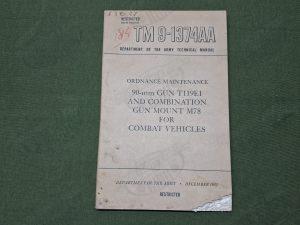 RESTRICTED
TM 9-1374AA
DEPARTMENT OF THE ARMY TECHNICAL MANUAL
ORDNANCE MAINTENANCE
90-mm GUN T119E1
AND COMBINATION
GUN MOUNT M78
FOR
COMBAT VEHICLES
DEPARTMENT OF THE ARMY • DECEMBER
RESTRICTED